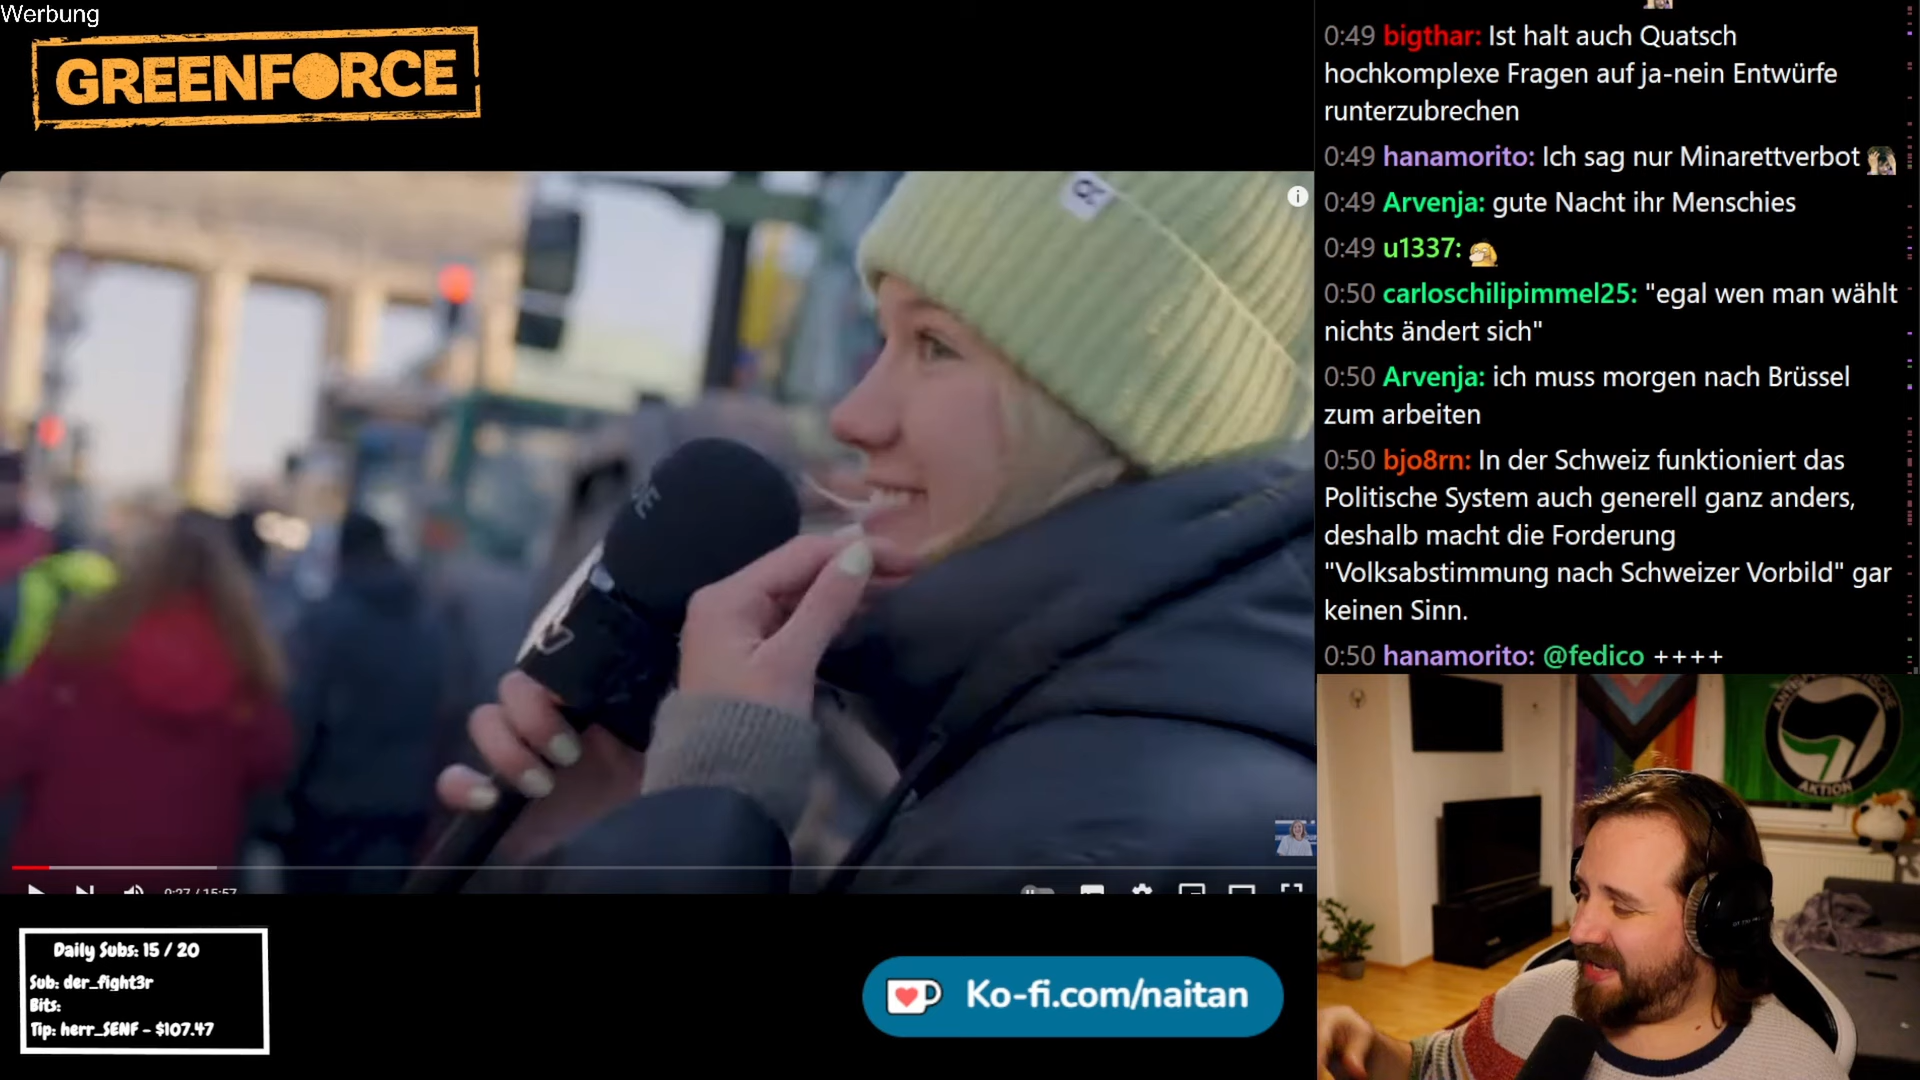 Werbung
GREENFORCE
0:27 / 15:57
Daily Subs: 15 / 20
Sub: der_fight3r
Bits:
Tip: herr_SENF - $107.47
Ko-fi.com/naitan
0:49 bigthar: Ist halt auch Quatsch
hochkomplexe Fragen auf ja-nein Entwürfe
runterzubrechen
0:49 hanamorito: Ich sag nur Minarettverbot
0:49 Arvenja: gute Nacht ihr Menschies
0:49 u1337:
0:50 carloschilipimmel25: "egal wen man wählt
nichts ändert sich"
0:50 Arvenja: ich muss morgen nach Brüssel
zum arbeiten
0:50 bjo8rn: In der Schweiz funktioniert das
Politische System auch generell ganz anders,
deshalb macht die Forderung
"Volksabstimmung nach Schweizer Vorbild" gar
keinen Sinn.
0:50 hanamorito: @fedico ++++
AKTION